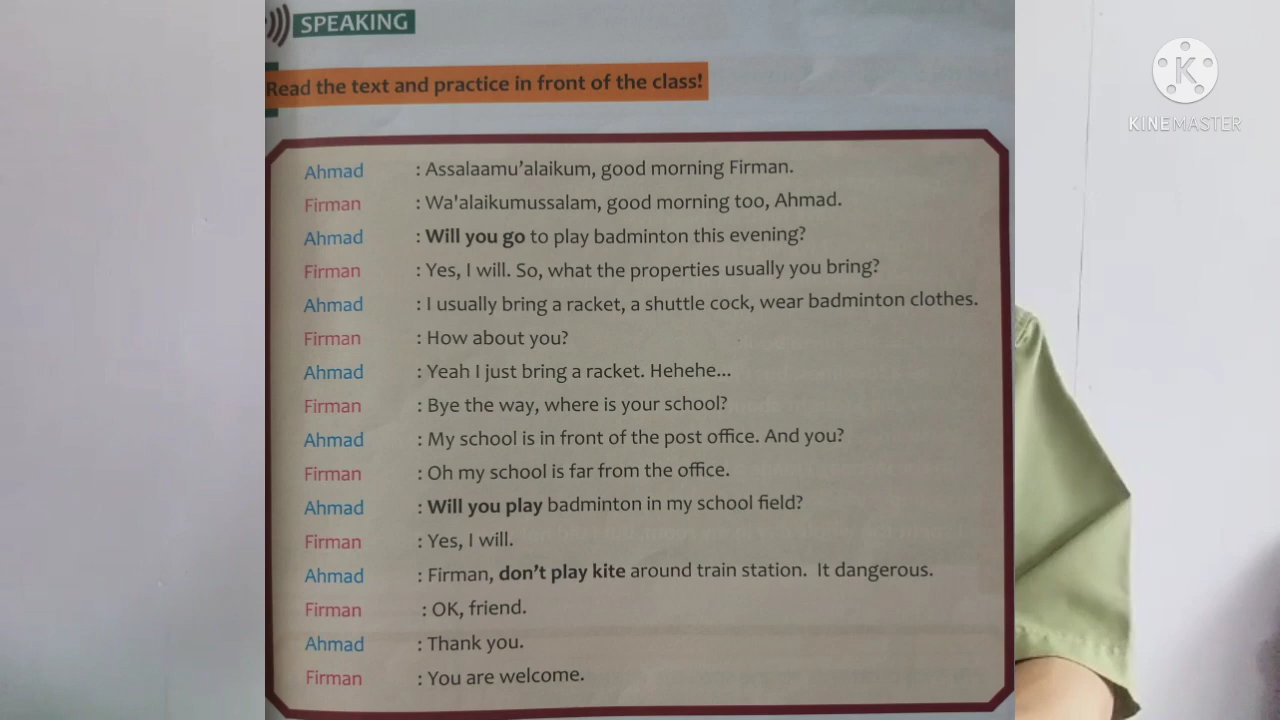 SPEAKING
Read the text and practice in front of the class!
Ahmad : Assalaamu'alaikum, good morning Firman.
Firman : Wa'alaikumussalam, good morning too, Ahmad.
Ahmad : Will you go to play badminton this evening?
Firman : Yes, I will. So, what the properties usually you bring?
Ahmad : I usually bring a racket, a shuttle cock, wear badminton clothes.
Firman : How about you?
Ahmad : Yeah I just bring a racket. Hehehe...
Firman : Bye the way, where is your school?
Ahmad : My school is in front of the post office. And you?
Firman : Oh my school is far from the office.
Ahmad : Will you play badminton in my school field?
Firman : Yes, I will.
Ahmad : Firman, don't play kite around train station. It dangerous.
Firman : OK, friend.
Ahmad : Thank you.
Firman : You are welcome.
K
KINEMASTER